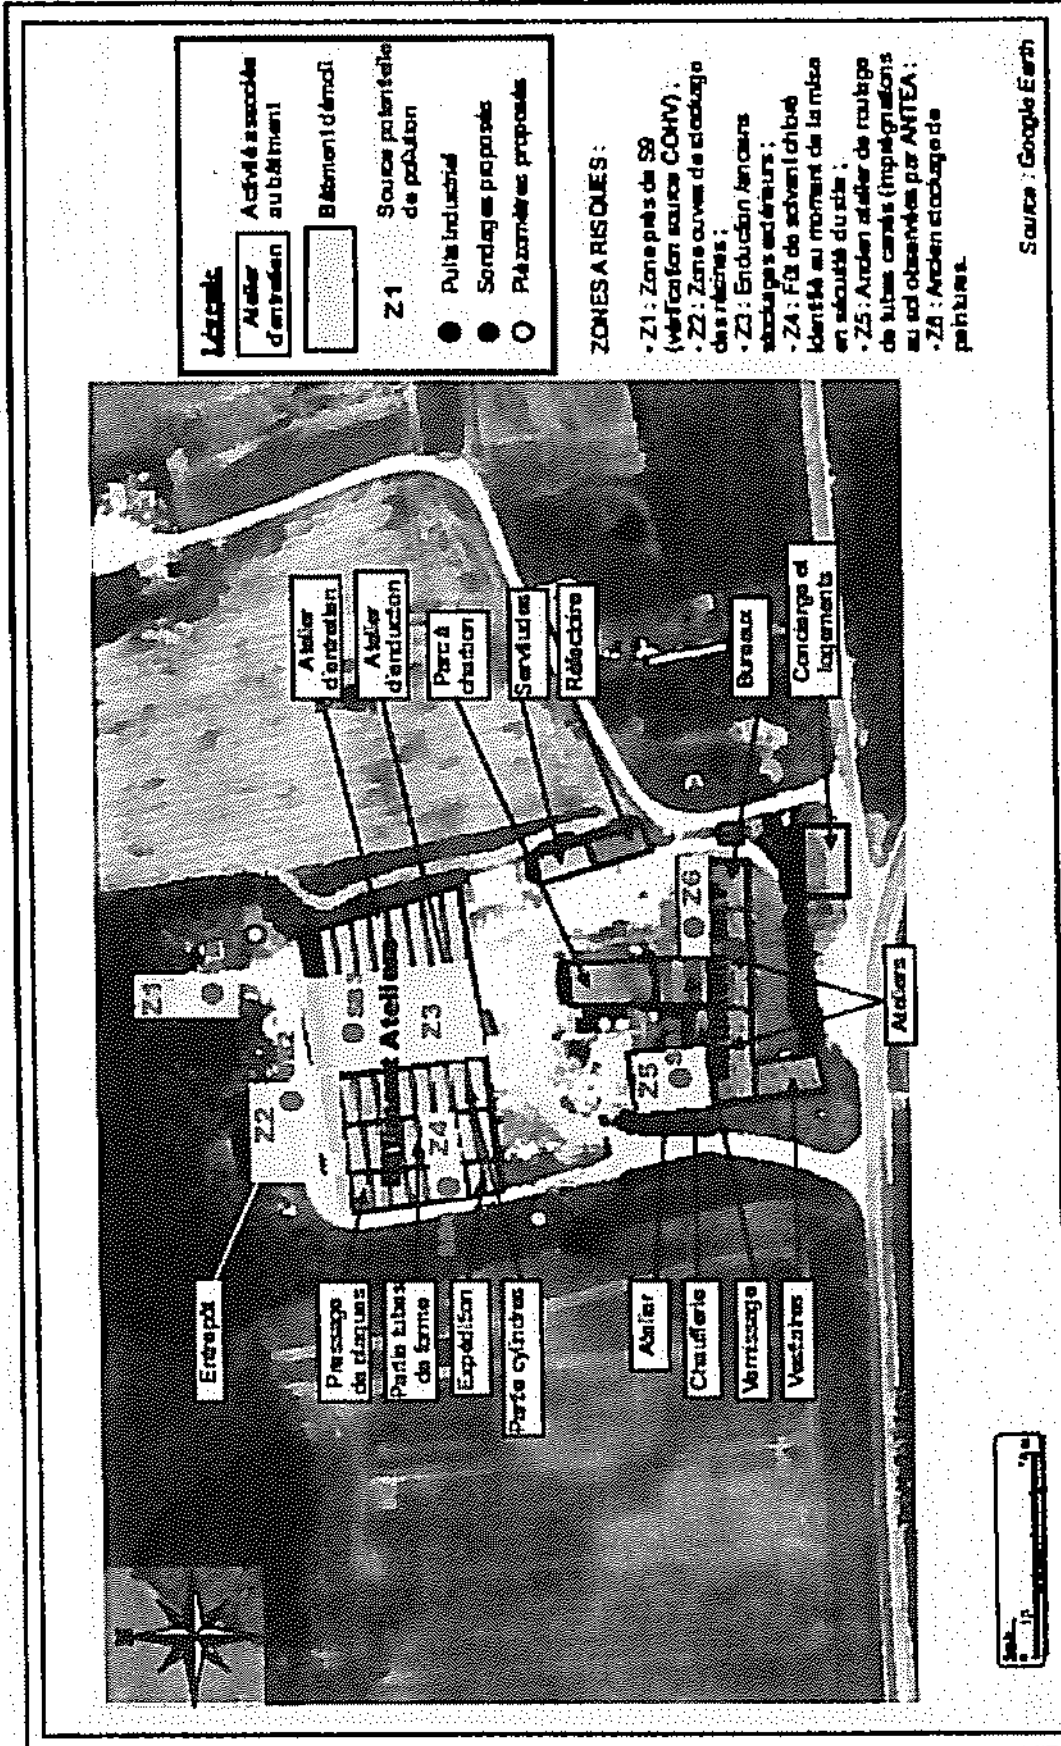 Légende
Atelier
d'entretien
Activité associée
au bâtiment
Bâtiment démoli
Z1
Source potentielle
de pollution
Puits industriel
Sondages proposés
Piézomètres proposés
ZONES A RISQUES :
• Z1 : Zone près de S9
(vérification source COHV) ;
• Z2 : Zone cuves de stockage
des résines ;
• Z3 : Enduction /anciens
stockages extérieurs ;
• Z4 : Fût de solvant chloré
identifié au moment de la mise
en sécurité du site ;
• Z5 : Ancien atelier de routage
de tubes carrés (imprégnations
au sol observées par ANTEA ;
• Z6 : Ancien stockage de
peintures.
Source : Google Earth
Atelier
d'entretien
Atelier
d'enduction
Parc à
charbon
Servitudes
Réfectoire
Bureaux
Concierge et
logements
Z1
Z2
Z3
Z4
Z5
Z6
Ateliers
Entrepôt
Pressage
de plaques
Partie tubes
de forme
Expédition
Partie cylindres
Atelier
Chaufferie
Vernissage
Vestiaires